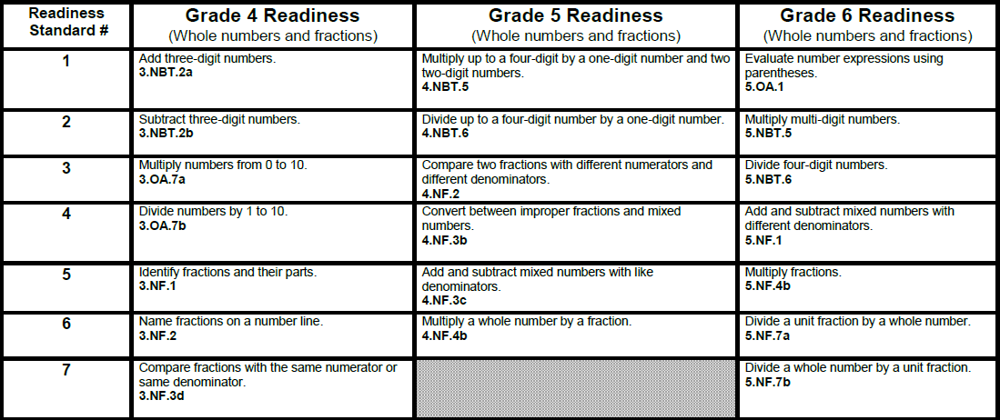 Readiness
Standard #
Grade 4 Readiness
(Whole numbers and fractions)
Grade 5 Readiness
(Whole numbers and fractions)
Grade 6 Readiness
(Whole numbers and fractions)
1
Add three-digit numbers.
3.NBT.2a
Multiply up to a four-digit by a one-digit number and two
two-digit numbers.
4.NBT.5
Evaluate number expressions using
parentheses.
5.OA.1
2
Subtract three-digit numbers.
3.NBT.2b
Divide up to a four-digit number by a one-digit number.
4.NBT.6
Multiply multi-digit numbers.
5.NBT.5
3
Multiply numbers from 0 to 10.
3.OA.7a
Compare two fractions with different numerators and
different denominators.
4.NF.2
Divide four-digit numbers.
5.NBT.6
4
Divide numbers by 1 to 10.
3.OA.7b
Convert between improper fractions and mixed
numbers.
4.NF.3b
Add and subtract mixed numbers with
different denominators.
5.NF.1
5
Identify fractions and their parts.
3.NF.1
Add and subtract mixed numbers with like
denominators.
4.NF.3c
Multiply fractions.
5.NF.4b
6
Name fractions on a number line.
3.NF.2
Multiply a whole number by a fraction.
4.NF.4b
Divide a unit fraction by a whole number.
5.NF.7a
7
Compare fractions with the same numerator or
same denominator.
3.NF.3d
Divide a whole number by a unit fraction.
5.NF.7b